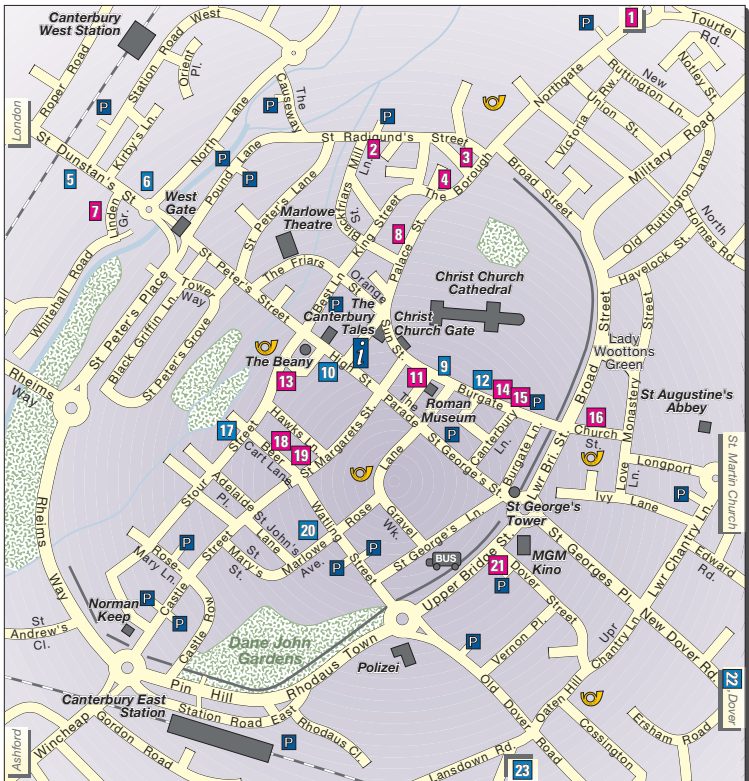 Canterbury
West Station
1
P
Tourtel
Rd.
Station Road West
Orient
Pl.
Roper Road
London
P
Kirby's Ln.
North Lane
The
Causeway
P
P
Northgate
New
Ruttington Ln.
Notley St.
Union St.
Victoria Rw.
Military Road
St Dunstan's St
5
6
7
Linden
Gr.
West
Gate
P
P
Pound Lane
St Radigund's Street
2
3
4
Mill
Ln.
The Borough
Broad Street
Old Ruttington Lane
North
Holmes Rd.
Havelock St.
St Peter's Lane
Marlowe
Theatre
Blackfriars
St.
King Street
8
Palace St.
The Friars
Best Ln
Orange
St Peter's Street
Tower
Way
Whitehall Road
St Peter's Place
Black Griffin Ln.
St Peter's Grove
Rheims
Way
Christ Church
Cathedral
P
The
Canterbury
Tales
Christ
Church Gate
Sun St.
i
The Beany
10
High St.
13
9
11
12
14
15
P
Burgate
The
Parade
Roman
Museum
Canterbury
Ln.
Burgate Ln.
Lady
Woottons
Green
Broad Street
Monastery Street
St Augustine's
Abbey
16
Church
St.
17
Street
Hawks Ln.
18
Beer
Cart Lane
19
St Margarets St.
P
St George's St.
Lwr Bri. St.
Love
Ln.
Longport
Ivy Lane
P
St. Martin Church
Stour
Adelaide
Pl.
Rose Lane
Gravel
Wk.
Watling Street
20
St John's
Lane
Marlowe
Ave.
P
P
St
Mary's
St.
Rheims Way
Rose-
Mary Ln.
P
Castle Street
St George's Ln.
BUS
St George's
Tower
MGM
Kino
21
P
Upper Bridge St.
Dover Street
St Georges Pl.
Lwr Chantry Ln.
Edward
Rd.
New Dover Rd.
St
Andrew's
Cl.
Norman
Keep
P
P
Castle Row
Dane John
Gardens
Rhodaus Town
Polizei
P
Vernon Pl.
Upr
Chantry Ln.
22
Dover
Pin Hill
Canterbury East
Station
Station Road East
Rhodaus Cl.
P
Old Dover
Road
Oaten Hill
Cossington
Ersham Road
Ashford
Wincheap
Gordon Road
Lansdown Rd.
23